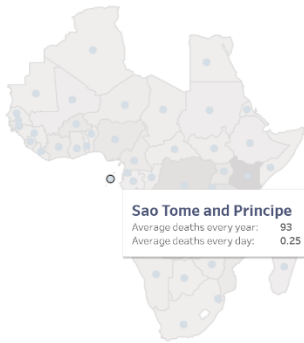 Sao Tome and Principe
Average deaths every year: 93
Average deaths every day: 0.25